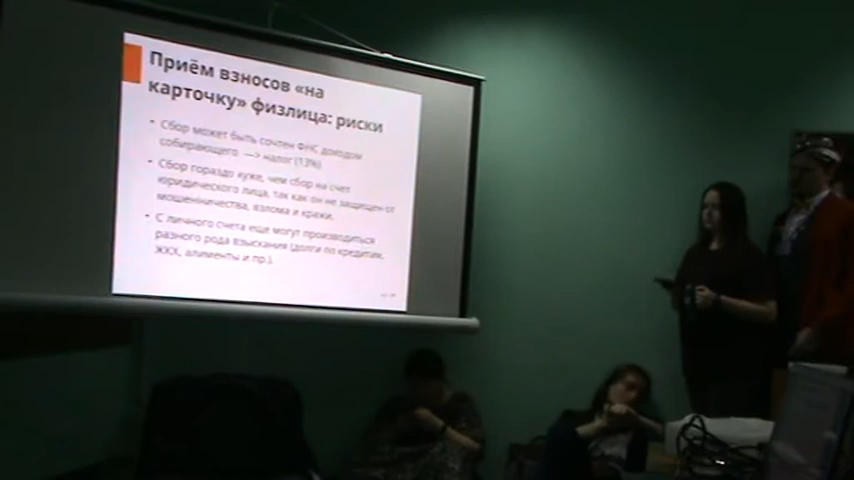 Приём взносов «на
карточку» физлица: риски
• Сбор может быть сочтен ФНС доходом
собирающего —> налог (13%)
• Сбор гораздо хуже, чем сбор на счет
юридического лица, так как он не защищен от
мошенничества, взлома и кражи.
• С личного счета еще могут производиться
разного рода взыскания (долги по кредитам,
ЖКХ, алименты и пр.).